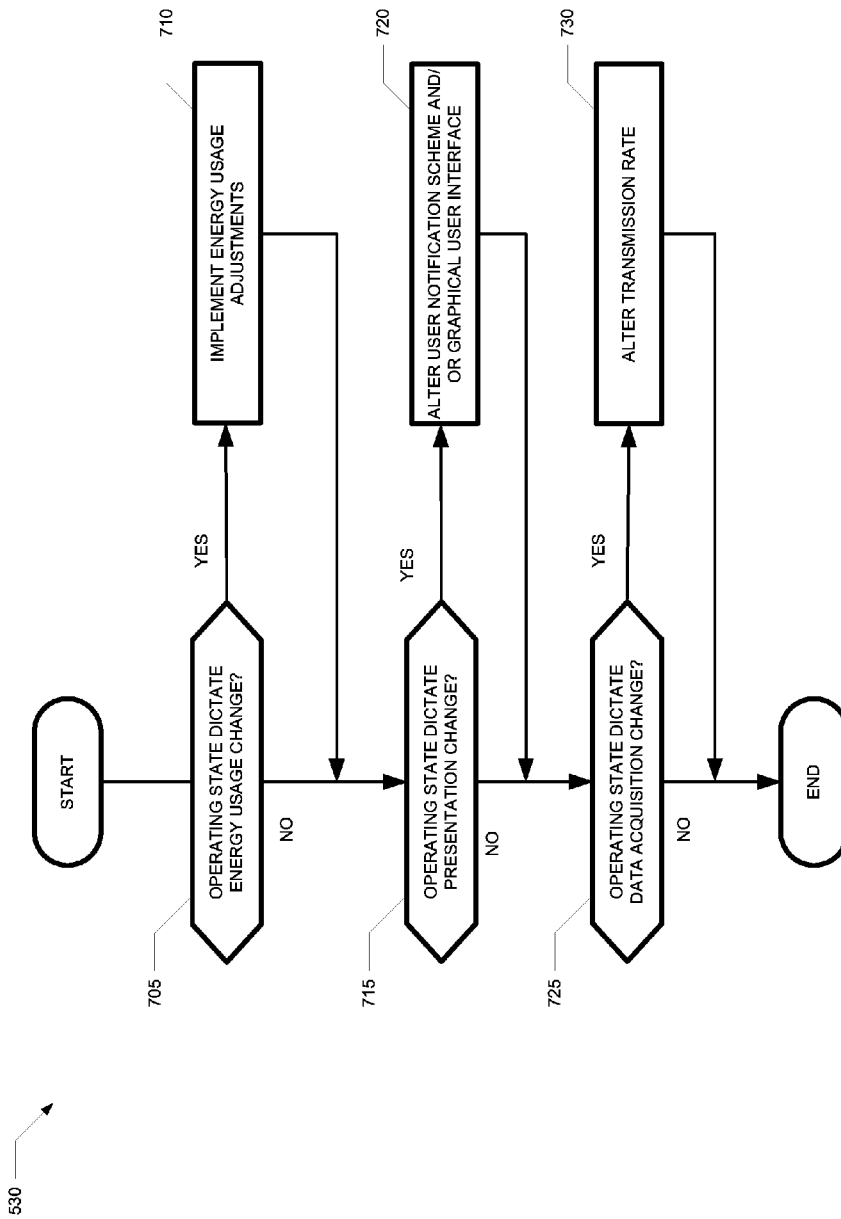 530
START
705
OPERATING STATE DICTATE
ENERGY USAGE CHANGE?
YES
710
IMPLEMENT ENERGY USAGE
ADJUSTMENTS
NO
715
OPERATING STATE DICTATE
PRESENTATION CHANGE?
YES
720
ALTER USER NOTIFICATION SCHEME AND/
OR GRAPHICAL USER INTERFACE
NO
725
OPERATING STATE DICTATE
DATA ACQUISITION CHANGE?
YES
730
ALTER TRANSMISSION RATE
NO
END